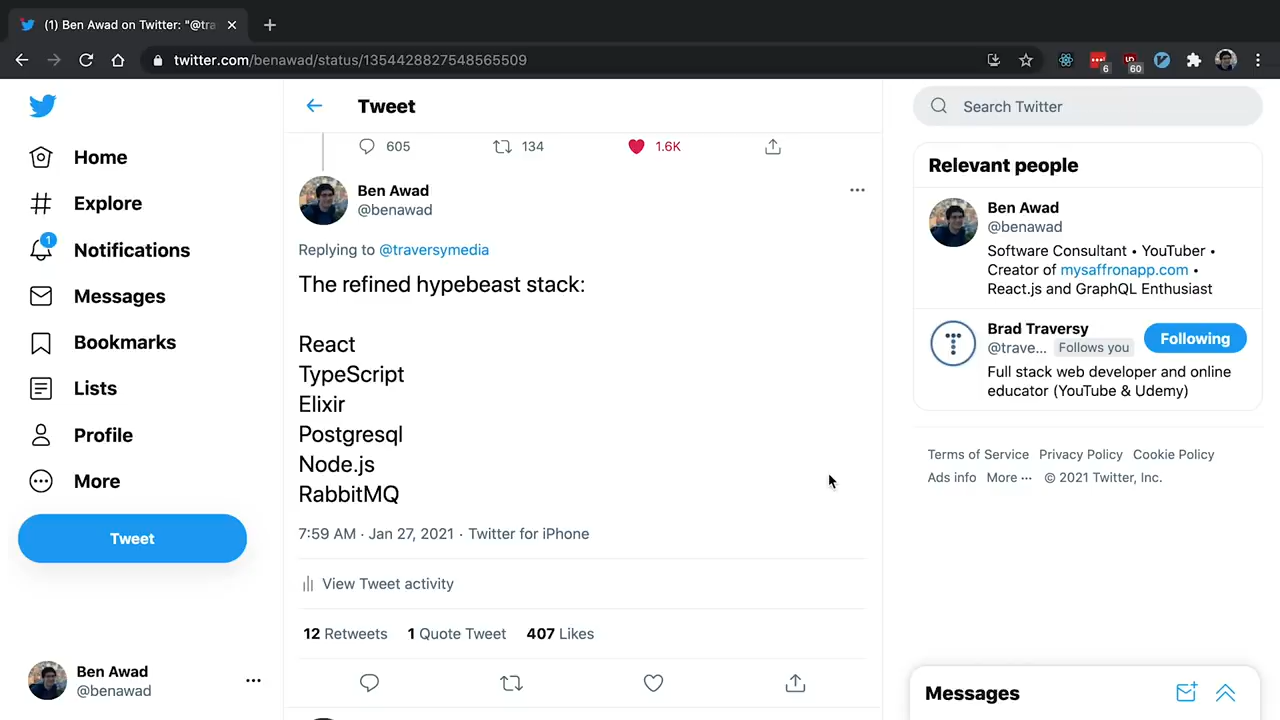 (1) Ben Awad on Twitter: "@tra
twitter.com/benawad/status/1354428827548565509
6
60
Home
Explore
1
Notifications
Messages
Bookmarks
Lists
Profile
More
Tweet
Ben Awad
@benawad
Tweet
605
134
1.6K
Ben Awad
@benawad
Replying to @traversymedia
The refined hypebeast stack:
React
TypeScript
Elixir
Postgresql
Node.js
RabbitMQ
7:59 AM · Jan 27, 2021 · Twitter for iPhone
View Tweet activity
12 Retweets 1 Quote Tweet 407 Likes
Search Twitter
Relevant people
Ben Awad
@benawad
Software Consultant • YouTuber •
Creator of mysaffronapp.com •
React.js and GraphQL Enthusiast
Brad Traversy
@trave... Follows you
Following
Full stack web developer and online
educator (YouTube & Udemy)
Terms of Service Privacy Policy Cookie Policy
Ads info More ··· © 2021 Twitter, Inc.
Messages